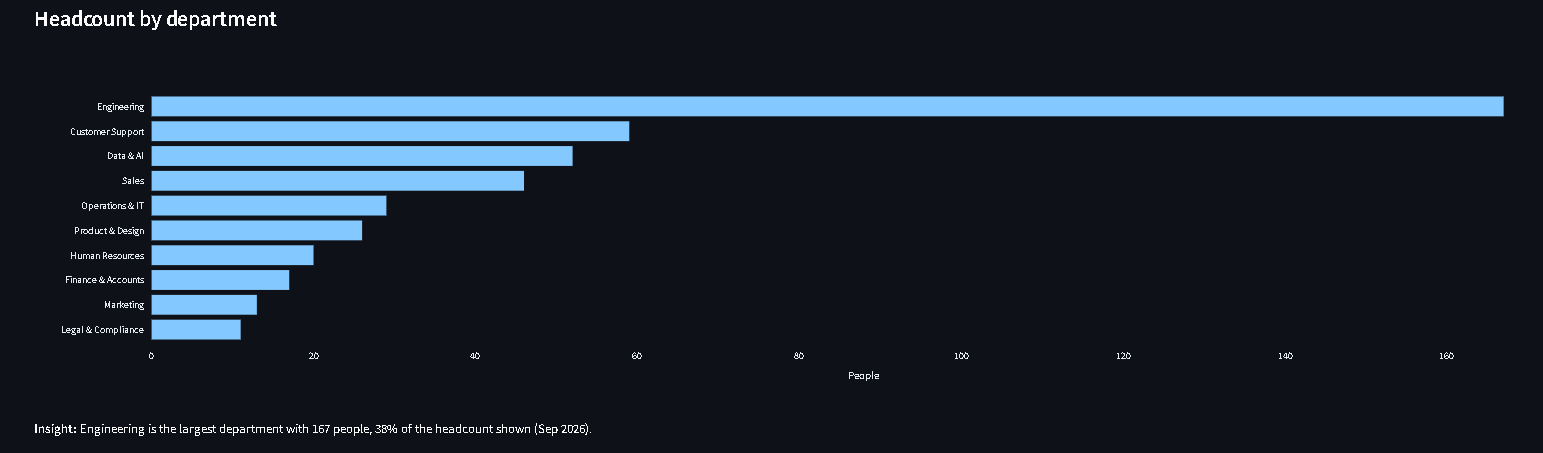 Headcount by department
Engineering
Customer Support
Data & AI
Sales
Operations & IT
Product & Design
Human Resources
Finance & Accounts
Marketing
Legal & Compliance
0 20 40 60 80 100 120 140 160
People
Insight: Engineering is the largest department with 167 people, 38% of the headcount shown (Sep 2026).